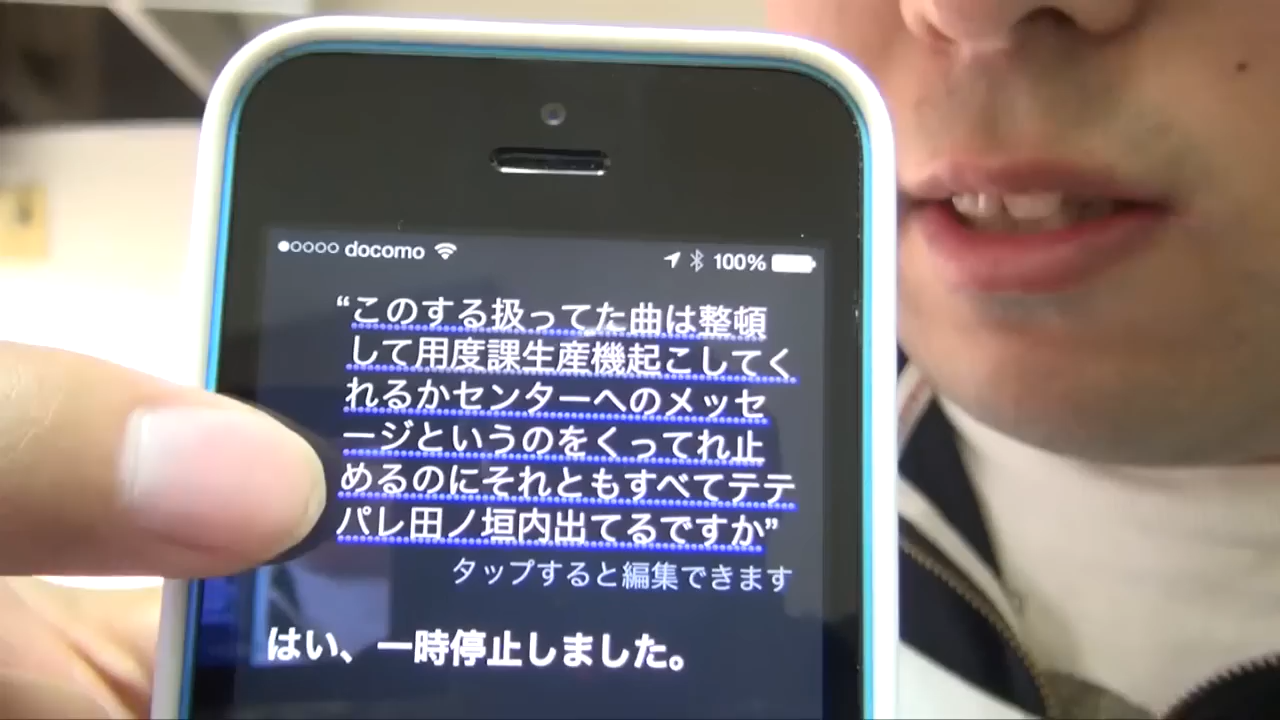 docomo 100%
“このする扱ってた曲は整頓
して用度課生産機起こしてく
れるかセンターへのメッセ
ージというのをくってれ止
めるのにそれともすべてテテ
パレ田ノ垣内出てるですか”
タップすると編集できます
はい、一時停止しました。